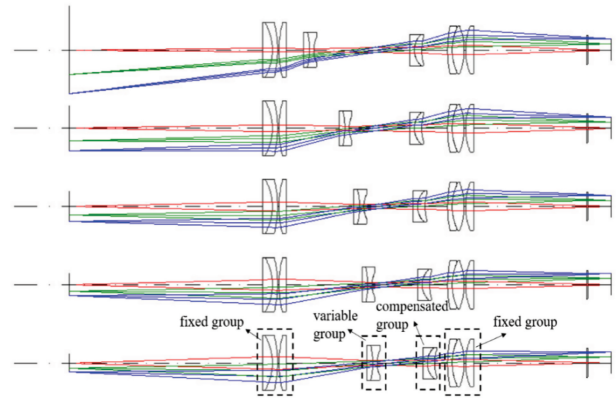 fixed group
variable
group
compensated
group
fixed group